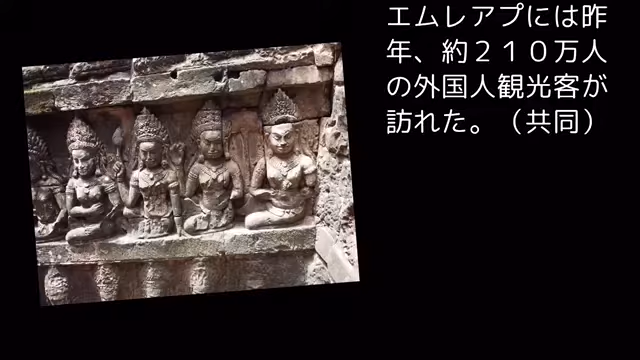 エムレアプには昨
年、約２１０万人
の外国人観光客が
訪れた。（共同）